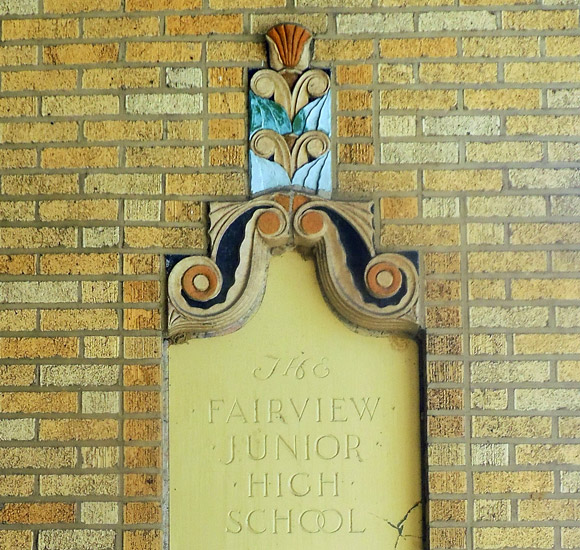 THE
· FAIRVIEW ·
· JUNIOR ·
· HIGH ·
SCHOOL